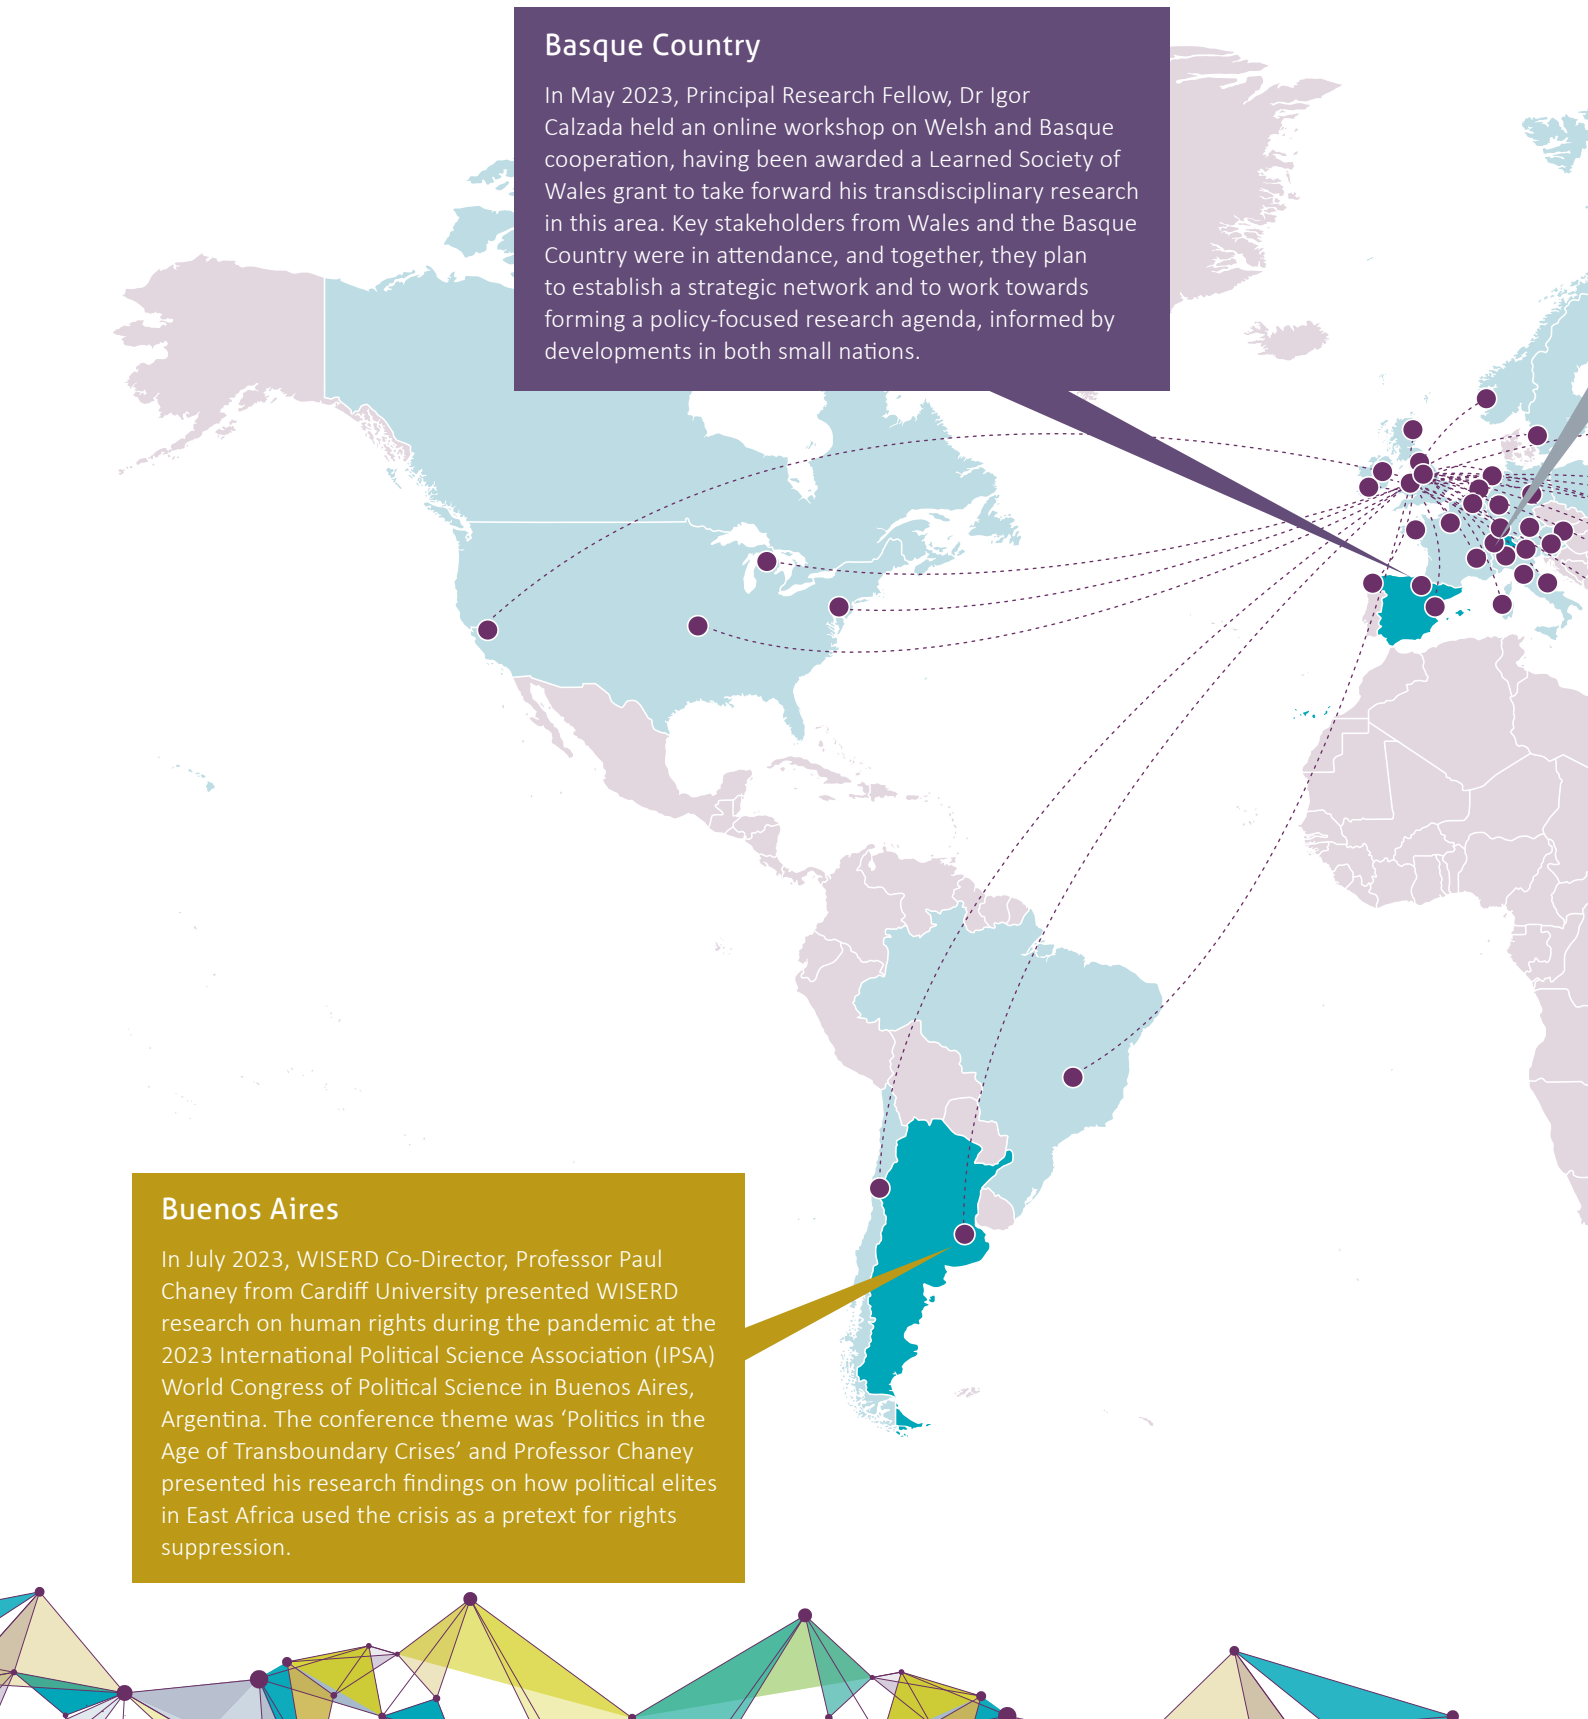 Basque Country
In May 2023, Principal Research Fellow, Dr Igor
Calzada held an online workshop on Welsh and Basque
cooperation, having been awarded a Learned Society of
Wales grant to take forward his transdisciplinary research
in this area. Key stakeholders from Wales and the Basque
Country were in attendance, and together, they plan
to establish a strategic network and to work towards
forming a policy-focused research agenda, informed by
developments in both small nations.
Buenos Aires
In July 2023, WISERD Co-Director, Professor Paul
Chaney from Cardiff University presented WISERD
research on human rights during the pandemic at the
2023 International Political Science Association (IPSA)
World Congress of Political Science in Buenos Aires,
Argentina. The conference theme was ‘Politics in the
Age of Transboundary Crises’ and Professor Chaney
presented his research findings on how political elites
in East Africa used the crisis as a pretext for rights
suppression.